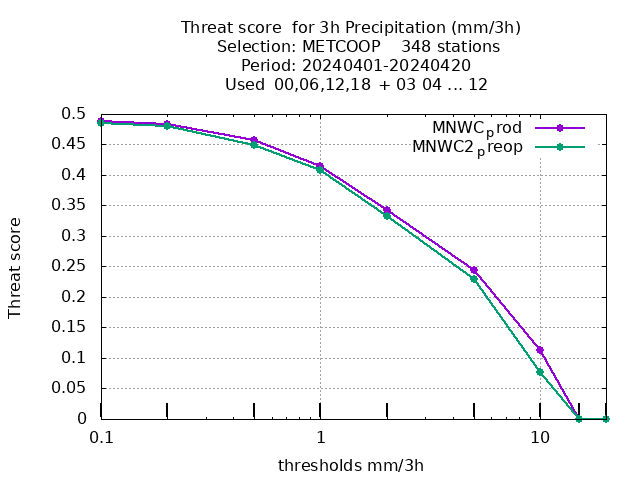 Threat score  for 3h Precipitation (mm/3h)
Selection: METCOOP    348 stations
Period: 20240401-20240420
Used  00,06,12,18 + 03 04 ... 12
0.5
0.45
0.4
0.35
0.3
0.25
0.2
0.15
0.1
0.05
0
MNWCprod
MNWC2preop
Threat score
0.1
1
10
thresholds mm/3h